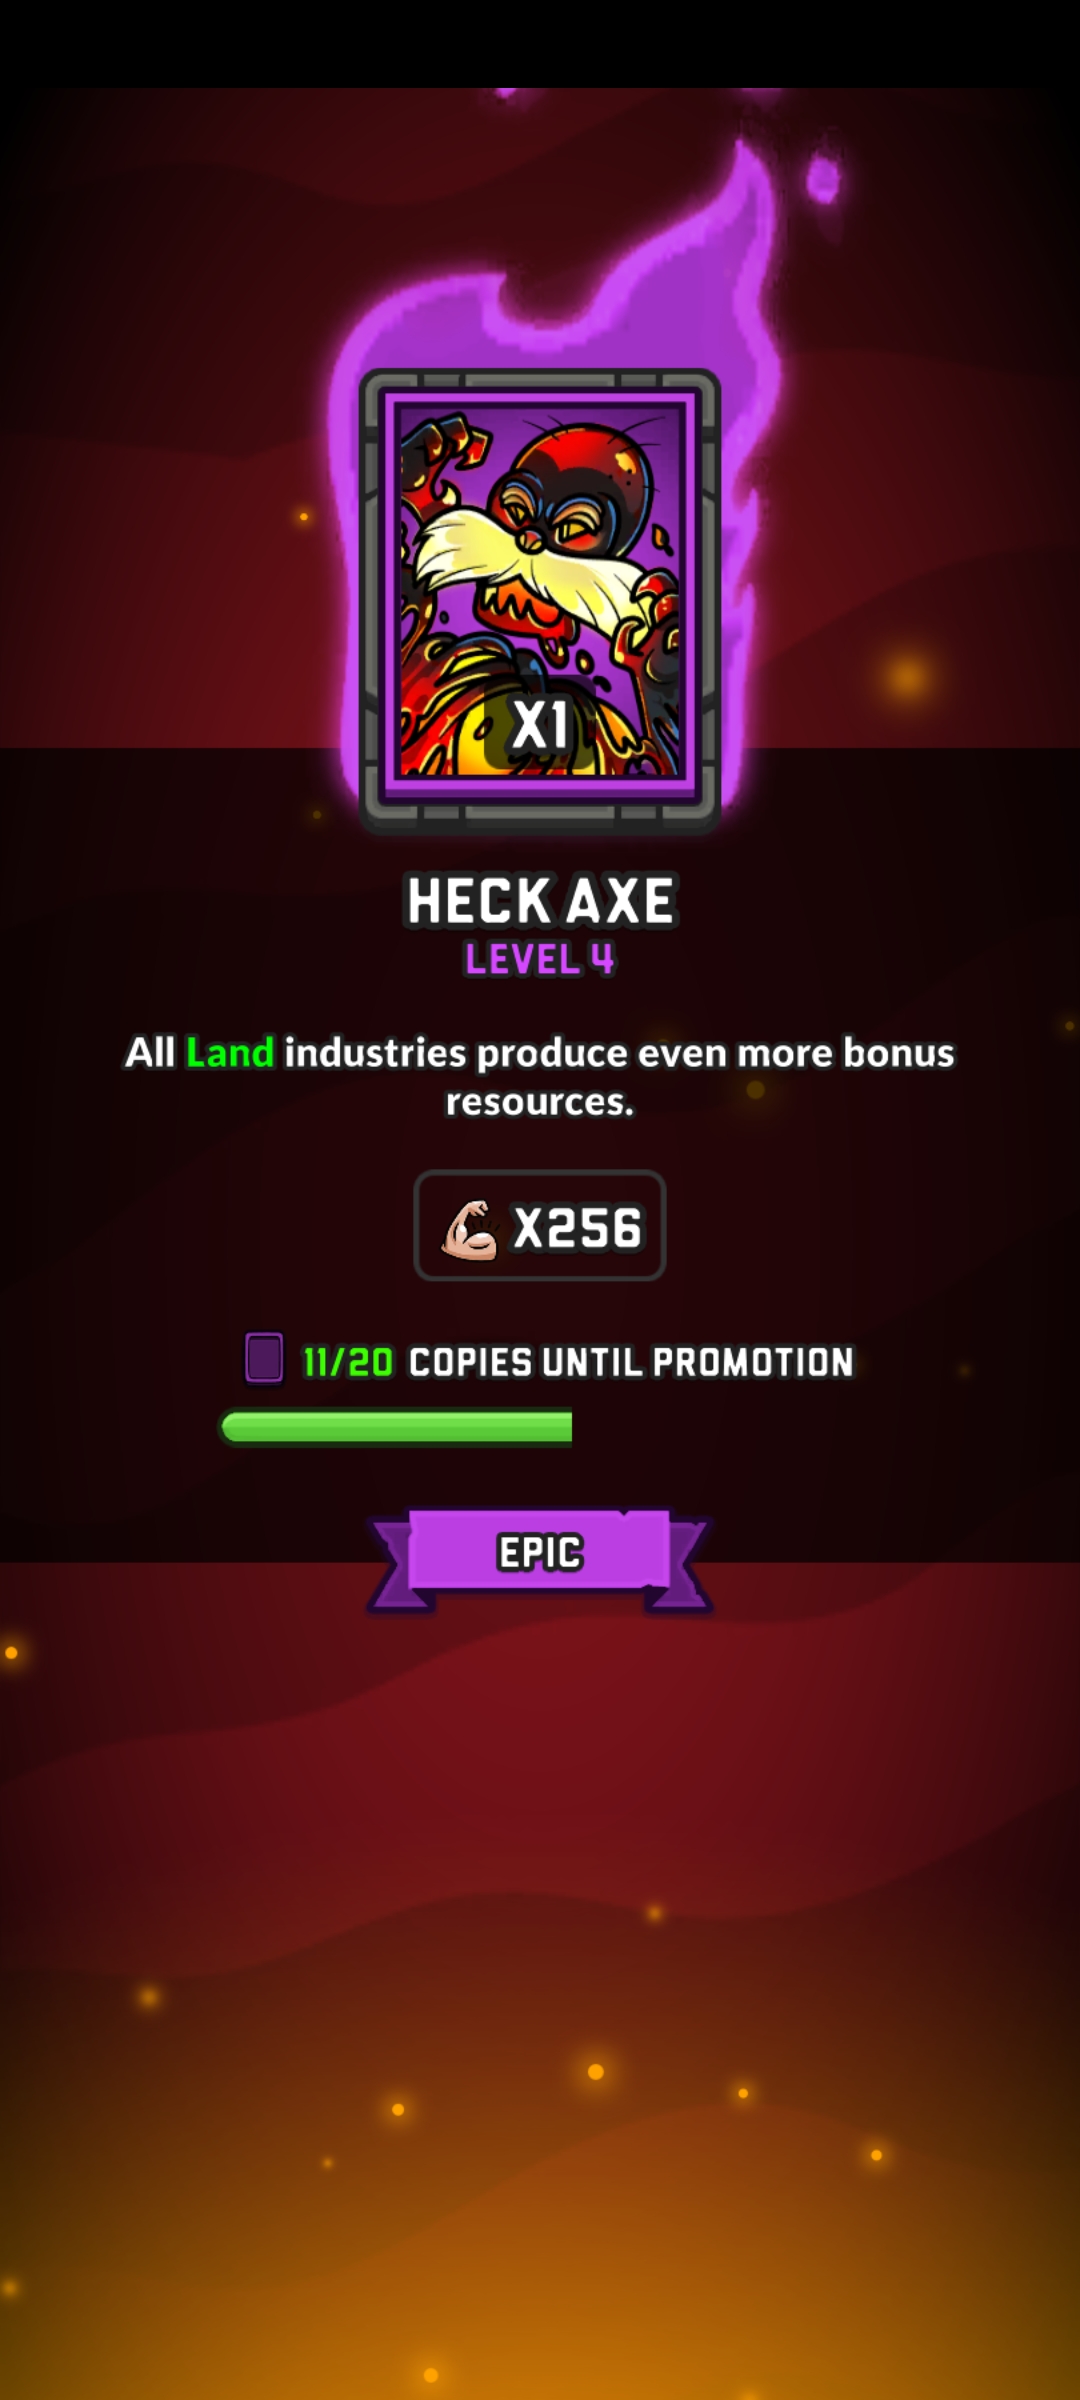 X1
HECK AXE
LEVEL 4
All Land industries produce even more bonus
resources.
X256
11/20 COPIES UNTIL PROMOTION
EPIC